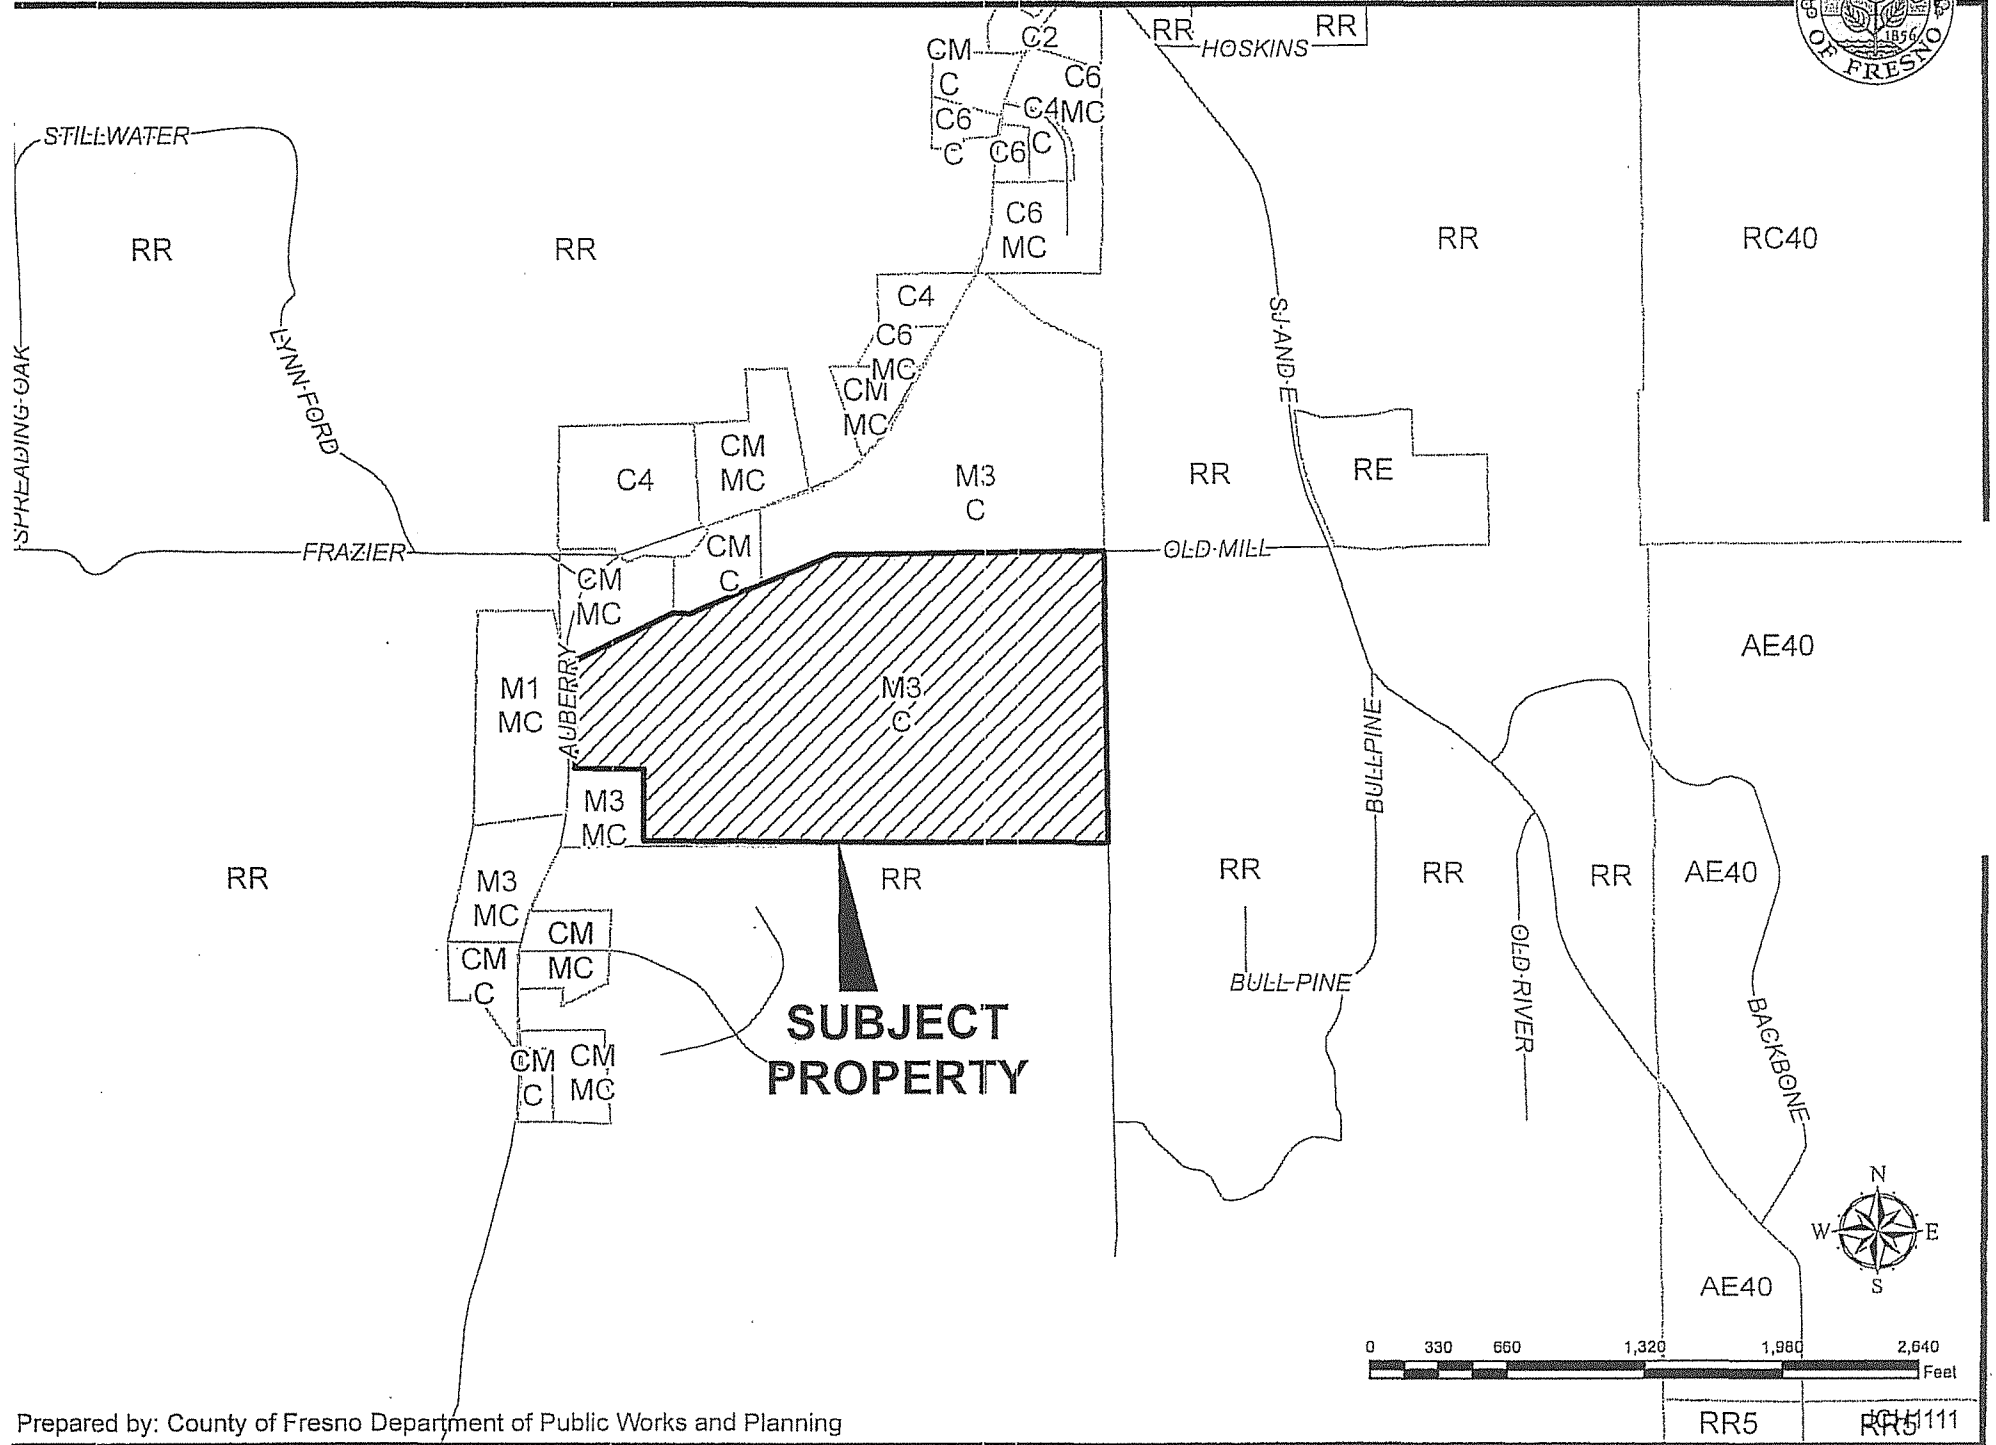 RR
RR
HOSKINS
1856
OF FRESNO
C2
CM
C
C6
MC
C4
C6
C
C6
C
STILLWATER
C6
MC
RR
RR
RR
RC40
C4
C6
MC
CM
MC
SJ AND E
SPREADING OAK
LYNN FORD
CM
MC
C4
M3
C
RR
RE
FRAZIER
CM
C
OLD MILL
CM
MC
AE40
AUBERRY
M1
MC
M3
C
BULLPINE
M3
MC
RR
M3
MC
RR
RR
RR
RR
AE40
CM
MC
CM
C
BULL PINE
OLD RIVER
BACKBONE
SUBJECT
PROPERTY
CM
C
CM
MC
N
W E
S
AE40
0 330 660 1,320 1,980 2,640
Feet
Prepared by: County of Fresno Department of Public Works and Planning
RR5
RR5